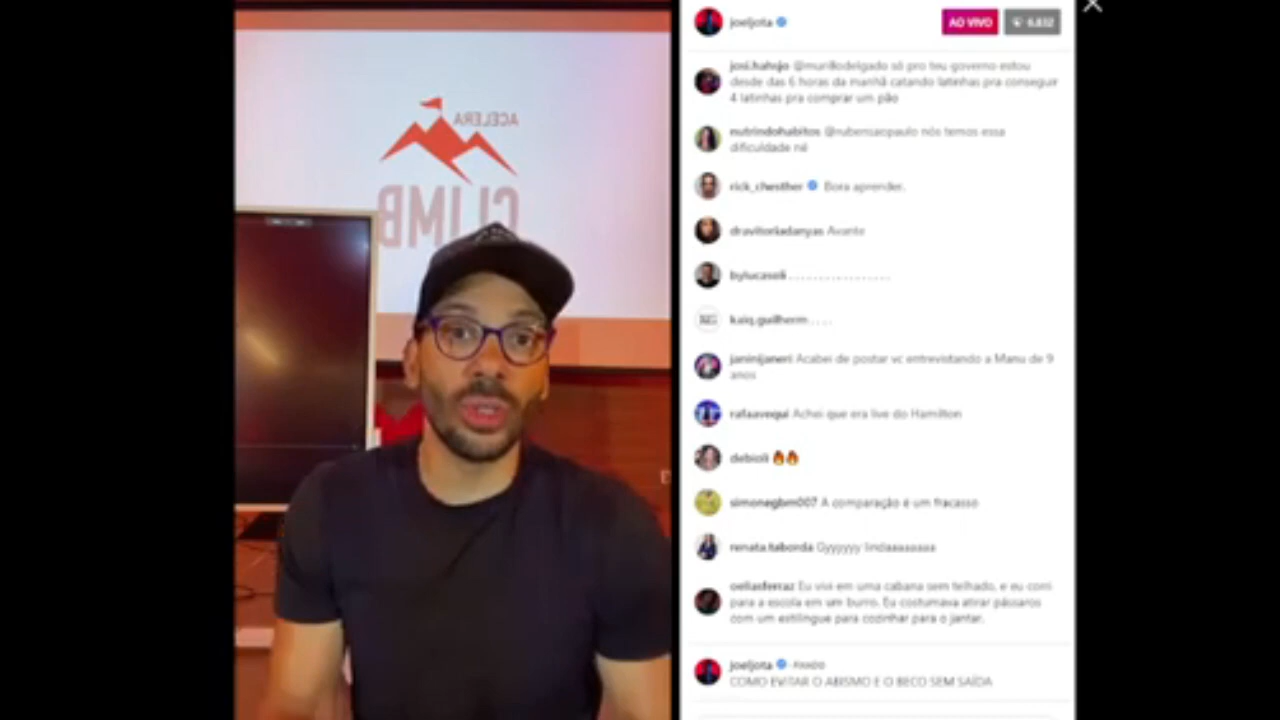 ACELERA
CLIMB
joeljota
AO VIVO 6.832
josi.hahsjo @murillodelgado só pro teu governo estou
desde das 6 horas da manhã catando latinhas pra conseguir
4 latinhas pra comprar um pão
nutrindohabitos @rubensaopaulo nós temos essa
dificuldade né
rick_chesther Bora aprender.
dravitoriadanyas Avante
bylucaseli
kaiq.guilherm . . . . .
janinijaneri Acabei de postar vc entrevistando a Manu de 9
anos
rafaavequi Achei que era live do Hamilton
debioli 🔥🔥
simonegbm007 A comparação é um fracasso
renata.taborda Gyyyyyy lindaaaaaaaa
oeliasferraz Eu vivi em uma cabana sem telhado, e eu corri
para a escola em um burro. Eu costumava atirar pássaros
com um estilingue para cozinhar para o jantar.
joeljota · FIXADO
COMO EVITAR O ABISMO E O BECO SEM SAÍDA